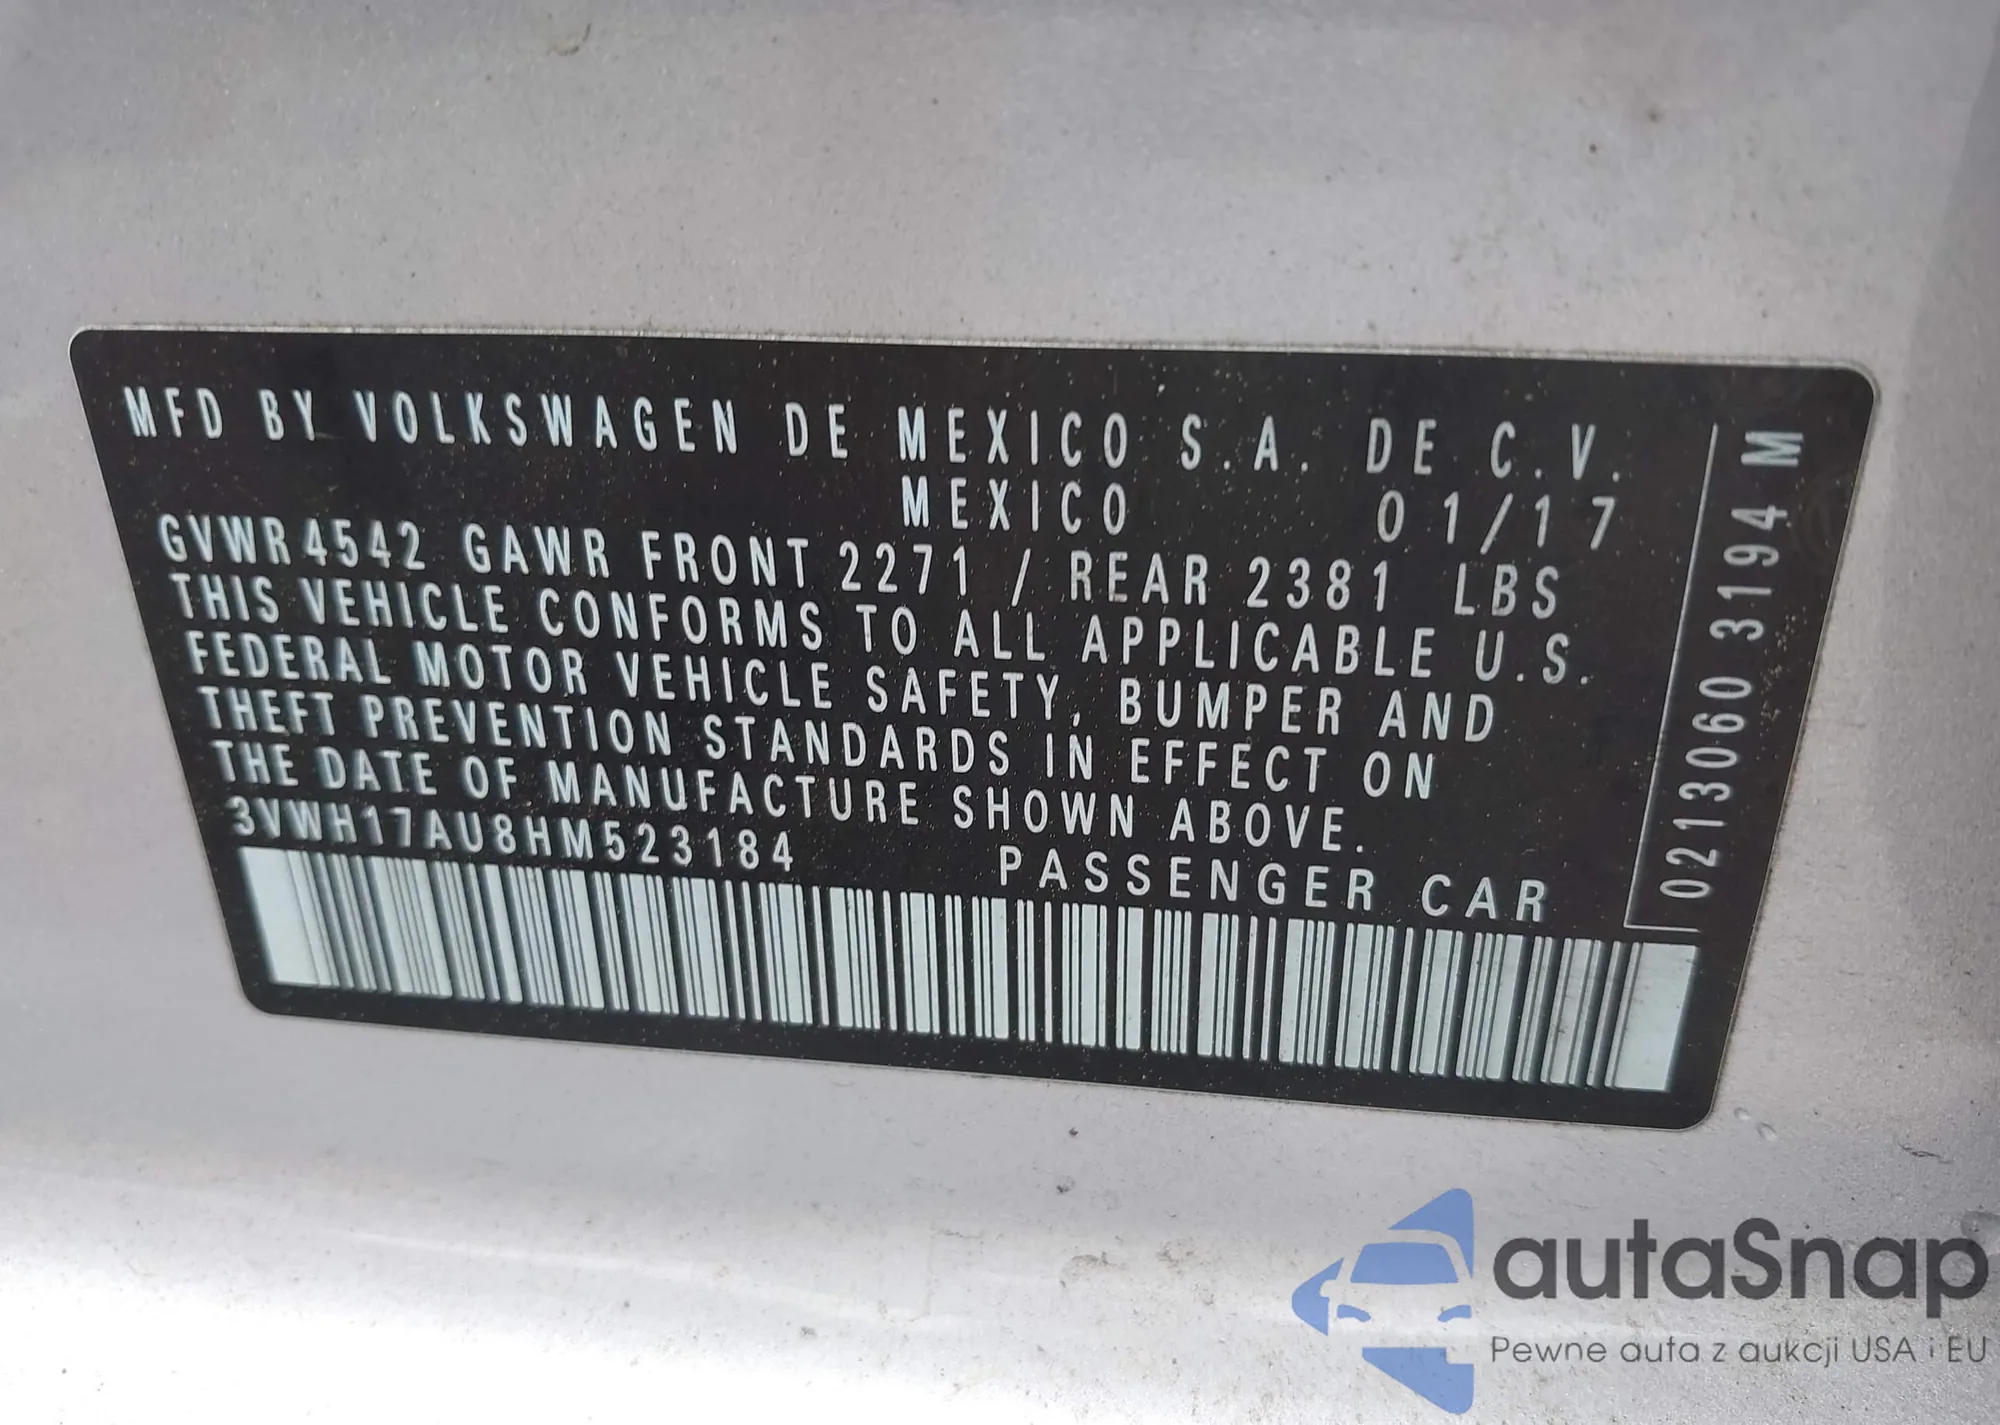 MFD BY VOLKSWAGEN DE MEXICO S.A. DE C.V.
MEXICO 01/17
GVWR 4542 GAWR FRONT 2271 / REAR 2381 LBS
THIS VEHICLE CONFORMS TO ALL APPLICABLE U.S.
FEDERAL MOTOR VEHICLE SAFETY, BUMPER AND
THEFT PREVENTION STANDARDS IN EFFECT ON
THE DATE OF MANUFACTURE SHOWN ABOVE.
3VWH17AU8HM523184 PASSENGER CAR
0213060 3194 M
autaSnap
Pewne auta z aukcji USA i EU